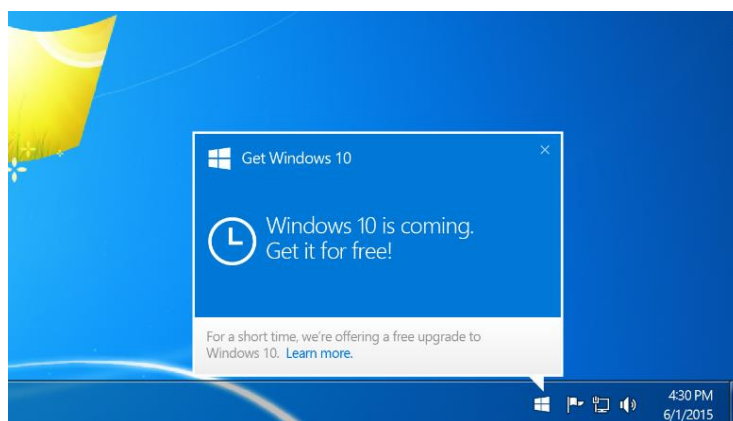 Get Windows 10
Windows 10 is coming.
Get it for free!
For a short time, we're offering a free upgrade to
Windows 10. Learn more.
4:30 PM
6/1/2015